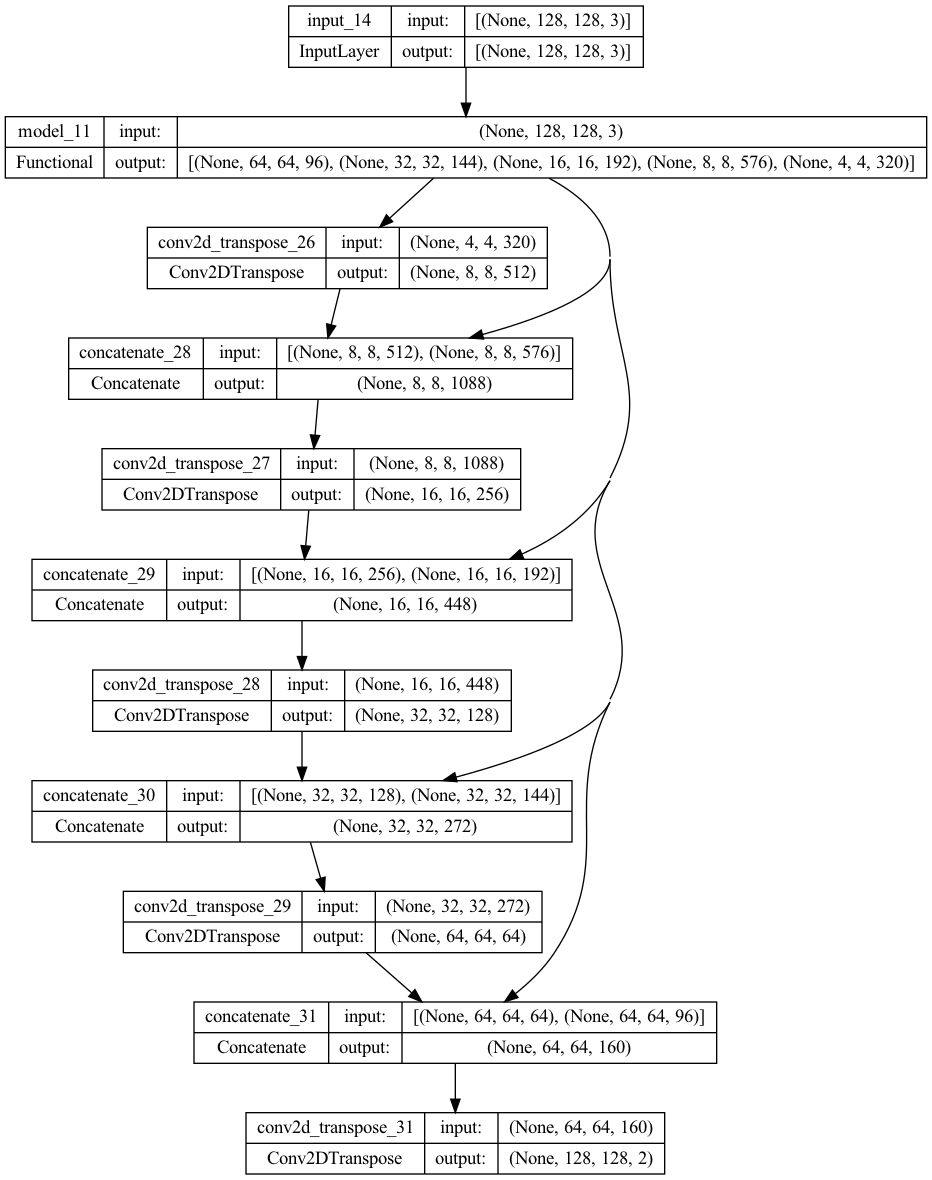 input_14 input: [(None, 128, 128, 3)]
InputLayer output: [(None, 128, 128, 3)]
model_11 input: (None, 128, 128, 3)
Functional output: [(None, 64, 64, 96), (None, 32, 32, 144), (None, 16, 16, 192), (None, 8, 8, 576), (None, 4, 4, 320)]
conv2d_transpose_26 input: (None, 4, 4, 320)
Conv2DTranspose output: (None, 8, 8, 512)
concatenate_28 input: [(None, 8, 8, 512), (None, 8, 8, 576)]
Concatenate output: (None, 8, 8, 1088)
conv2d_transpose_27 input: (None, 8, 8, 1088)
Conv2DTranspose output: (None, 16, 16, 256)
concatenate_29 input: [(None, 16, 16, 256), (None, 16, 16, 192)]
Concatenate output: (None, 16, 16, 448)
conv2d_transpose_28 input: (None, 16, 16, 448)
Conv2DTranspose output: (None, 32, 32, 128)
concatenate_30 input: [(None, 32, 32, 128), (None, 32, 32, 144)]
Concatenate output: (None, 32, 32, 272)
conv2d_transpose_29 input: (None, 32, 32, 272)
Conv2DTranspose output: (None, 64, 64, 64)
concatenate_31 input: [(None, 64, 64, 64), (None, 64, 64, 96)]
Concatenate output: (None, 64, 64, 160)
conv2d_transpose_31 input: (None, 64, 64, 160)
Conv2DTranspose output: (None, 128, 128, 2)